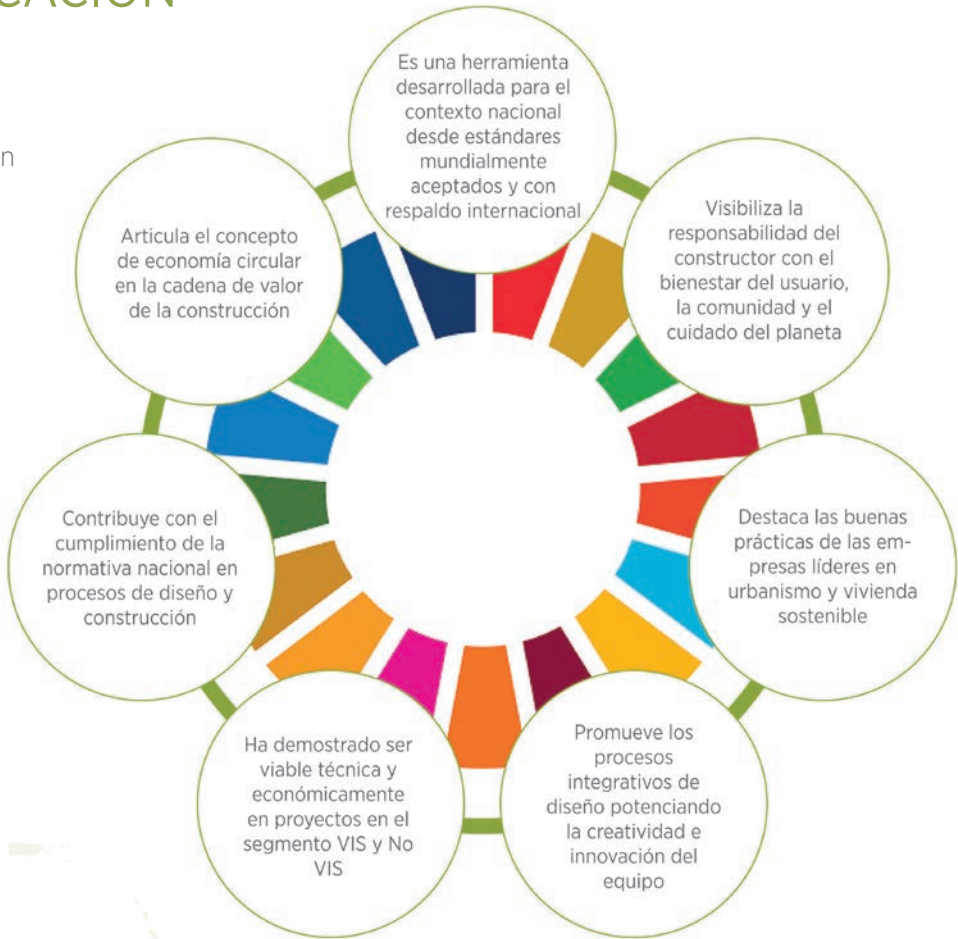 CACIÓN
n
Es una herramienta
desarrollada para el
contexto nacional
desde estándares
mundialmente
aceptados y con
respaldo internacional
Visibiliza la
responsabilidad del
constructor con el
bienestar del usuario,
la comunidad y el
cuidado del planeta
Destaca las buenas
prácticas de las em-
presas líderes en
urbanismo y vivienda
sostenible
Promueve los
procesos
integrativos de
diseño potenciando
la creatividad e
innovación del
equipo
Ha demostrado ser
viable técnica y
económicamente
en proyectos en el
segmento VIS y No
VIS
Contribuye con el
cumplimiento de la
normativa nacional en
procesos de diseño y
construcción
Articula el concepto
de economía circular
en la cadena de valor
de la construcción